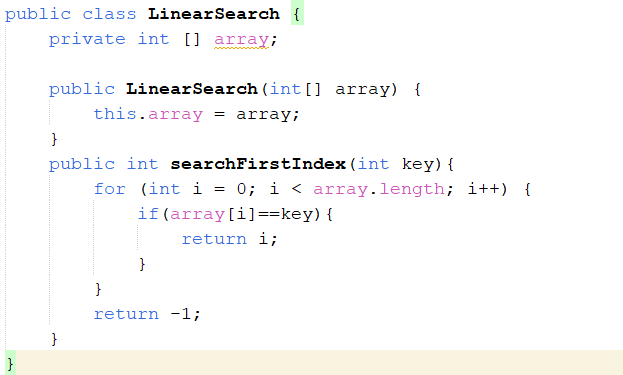 public class LinearSearch {
    private int [] array;

    public LinearSearch(int[] array) {
        this.array = array;
    }
    public int searchFirstIndex(int key){
        for (int i = 0; i < array.length; i++) {
            if(array[i]==key){
                return i;
            }
        }
        return -1;
    }
}